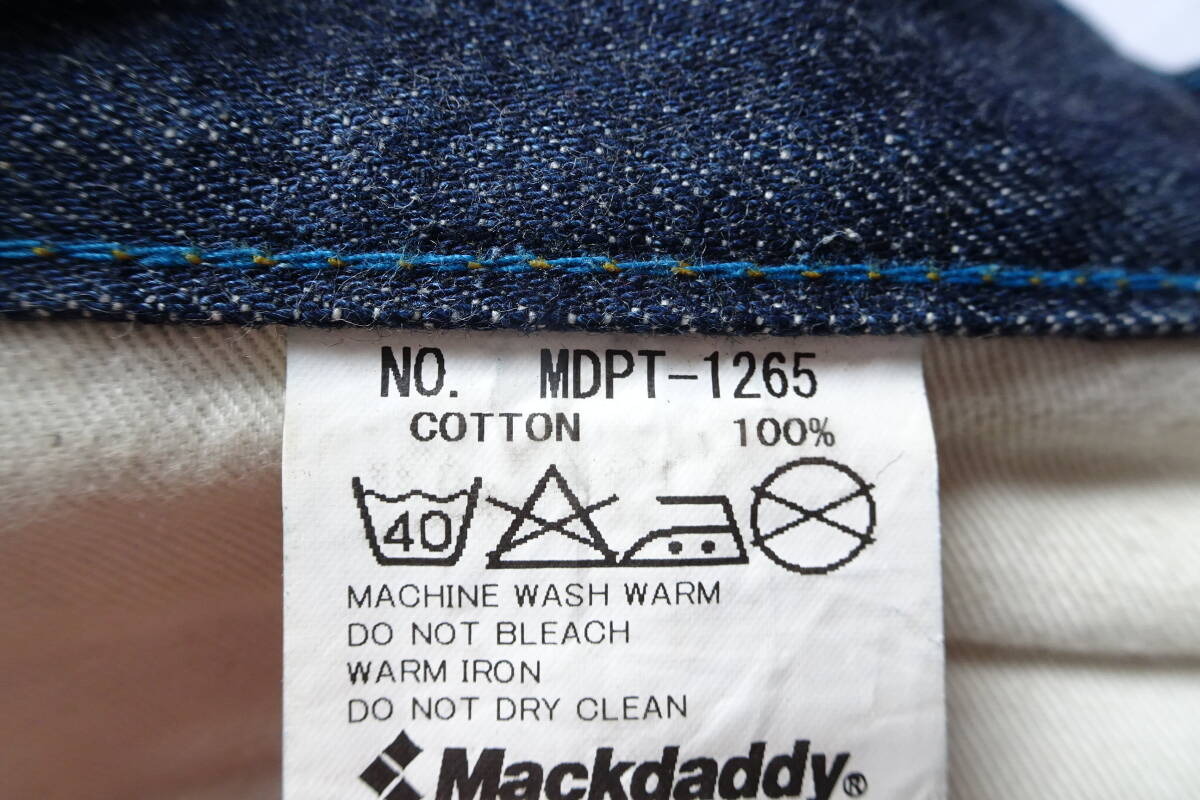 NO. MDPT-1265
COTTON 100%
40
MACHINE WASH WARM
DO NOT BLEACH
WARM IRON
DO NOT DRY CLEAN
Mackdaddy®